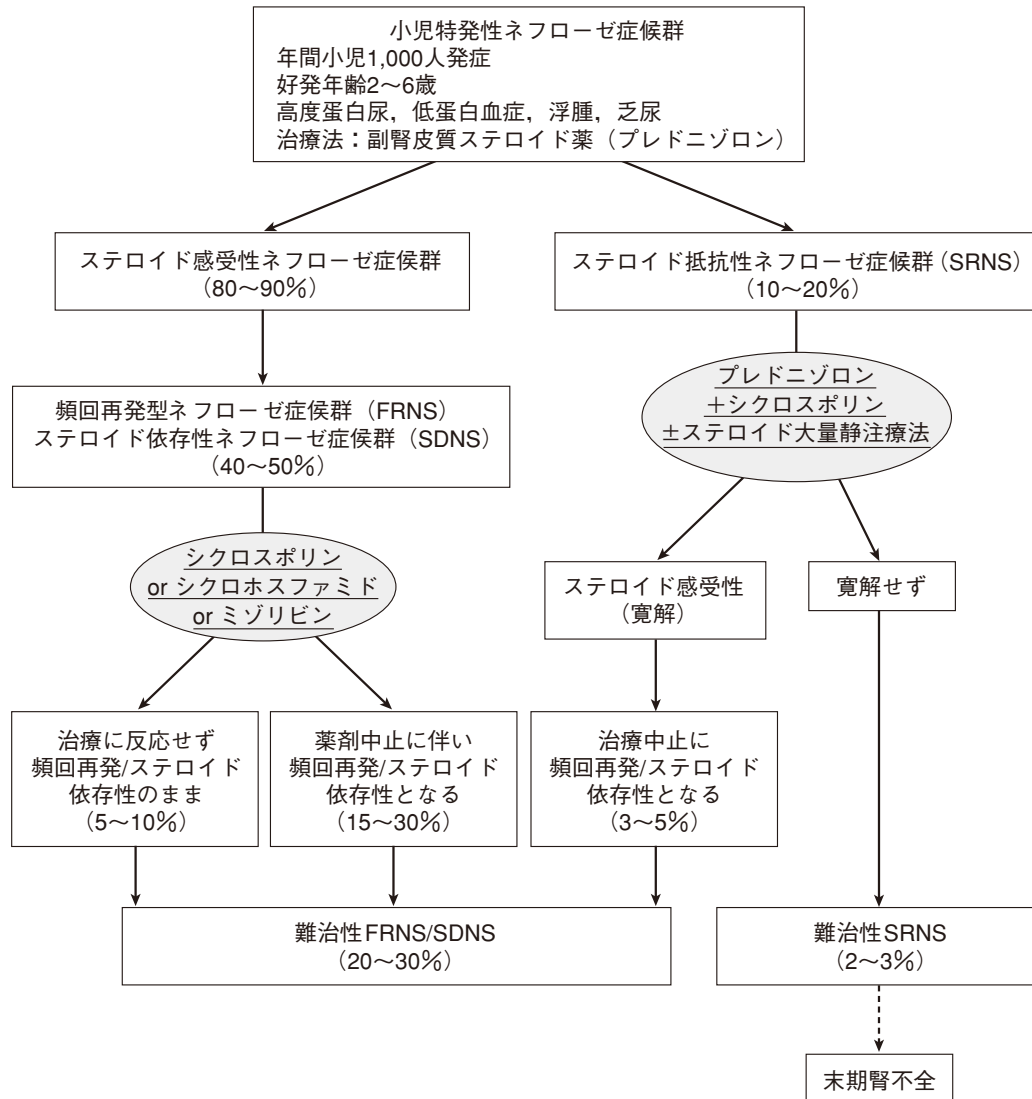 小児特発性ネフローゼ症候群
年間小児1,000人発症
好発年齢2～6歳
高度蛋白尿，低蛋白血症，浮腫，乏尿
治療法：副腎皮質ステロイド薬（プレドニゾロン）
ステロイド感受性ネフローゼ症侯群
（80～90％）
ステロイド抵抗性ネフローゼ症候群（SRNS）
（10～20％）
頻回再発型ネフローゼ症侯群（FRNS）
ステロイド依存性ネフローゼ症侯群（SDNS）
（40～50％）
プレドニゾロン
＋シクロスポリン
±ステロイド大量静注療法
シクロスポリン
or シクロホスファミド
or ミゾリビン
ステロイド感受性
（寛解）
寛解せず
治療に反応せず
頻回再発/ステロイド
依存性のまま
（5～10％）
薬剤中止に伴い
頻回再発/ステロイド
依存性となる
（15～30％）
治療中止に
頻回再発/ステロイド
依存性となる
（3～5％）
難治性FRNS/SDNS
（20～30％）
難治性SRNS
（2～3％）
末期腎不全